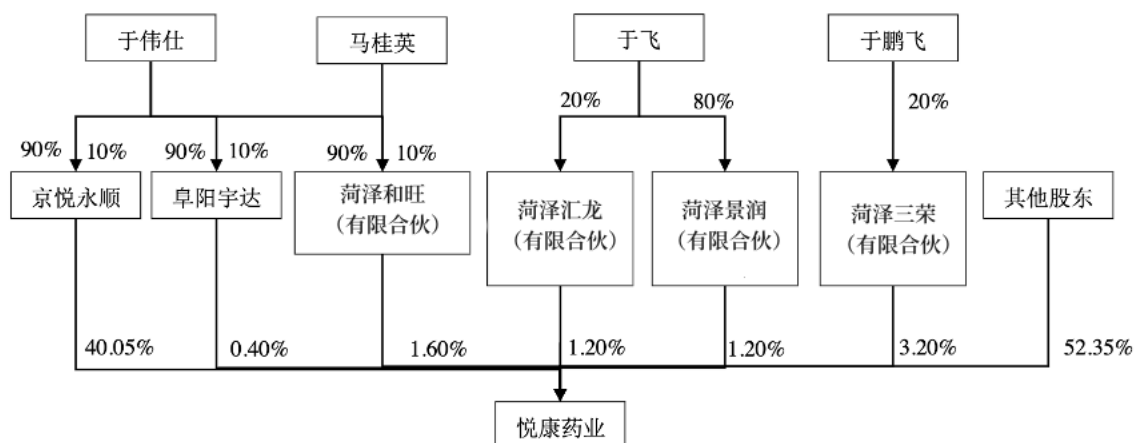 于伟仕
马桂英
于飞
于鹏飞
20%
80%
20%
90%
10%
90%
10%
90%
10%
京悦永顺
阜阳宇达
菏泽和旺
（有限合伙）
菏泽汇龙
（有限合伙）
菏泽景润
（有限合伙）
菏泽三荣
（有限合伙）
其他股东
40.05%
0.40%
1.60%
1.20%
1.20%
3.20%
52.35%
悦康药业